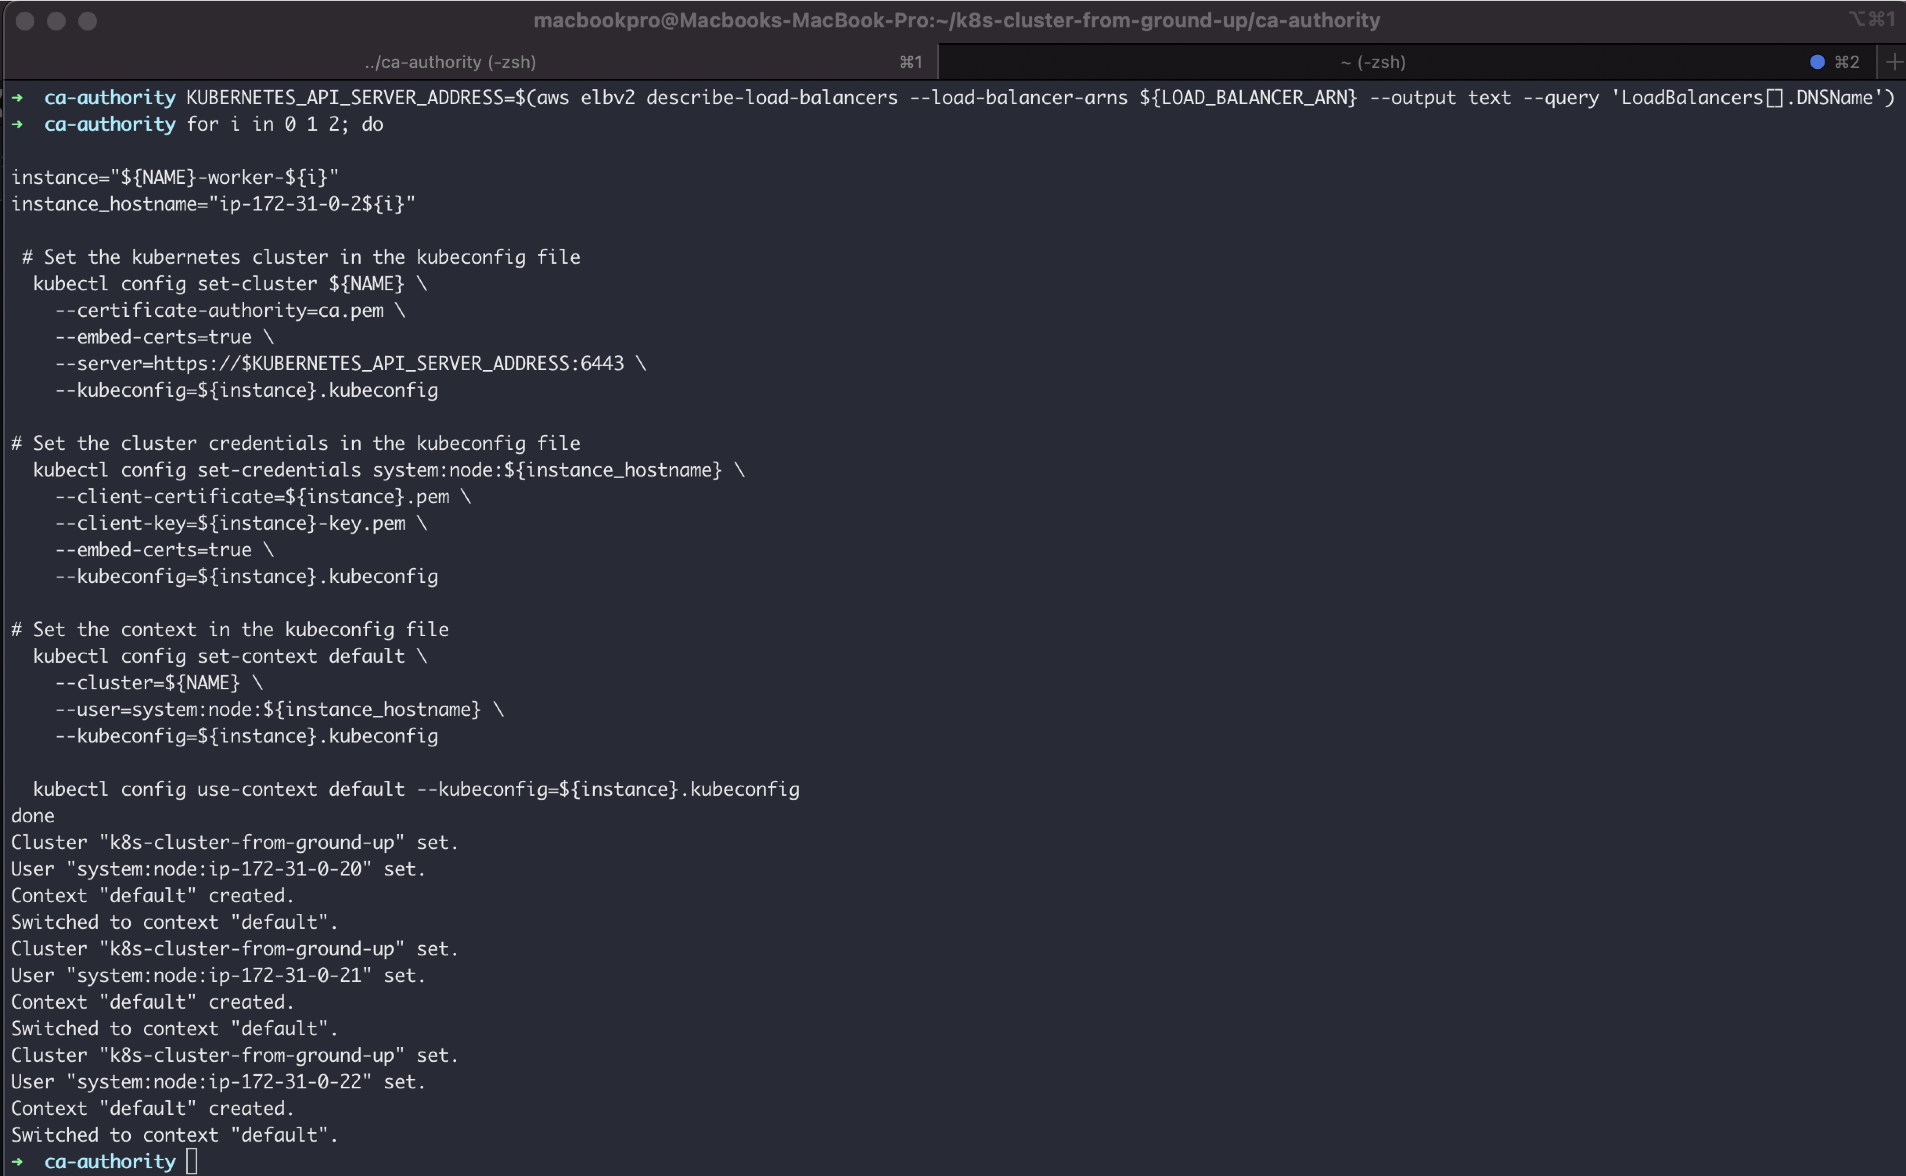 macbookpro@Macbooks-MacBook-Pro:~/k8s-cluster-from-ground-up/ca-authority ⌥⌘1
../ca-authority (-zsh) ⌘1 ~ (-zsh) ⌘2 +
→ ca-authority KUBERNETES_API_SERVER_ADDRESS=$(aws elbv2 describe-load-balancers --load-balancer-arns ${LOAD_BALANCER_ARN} --output text --query 'LoadBalancers[].DNSName')
→ ca-authority for i in 0 1 2; do

instance="${NAME}-worker-${i}"
instance_hostname="ip-172-31-0-2${i}"

 # Set the kubernetes cluster in the kubeconfig file
  kubectl config set-cluster ${NAME} \
    --certificate-authority=ca.pem \
    --embed-certs=true \
    --server=https://$KUBERNETES_API_SERVER_ADDRESS:6443 \
    --kubeconfig=${instance}.kubeconfig

# Set the cluster credentials in the kubeconfig file
  kubectl config set-credentials system:node:${instance_hostname} \
    --client-certificate=${instance}.pem \
    --client-key=${instance}-key.pem \
    --embed-certs=true \
    --kubeconfig=${instance}.kubeconfig

# Set the context in the kubeconfig file
  kubectl config set-context default \
    --cluster=${NAME} \
    --user=system:node:${instance_hostname} \
    --kubeconfig=${instance}.kubeconfig

  kubectl config use-context default --kubeconfig=${instance}.kubeconfig
done
Cluster "k8s-cluster-from-ground-up" set.
User "system:node:ip-172-31-0-20" set.
Context "default" created.
Switched to context "default".
Cluster "k8s-cluster-from-ground-up" set.
User "system:node:ip-172-31-0-21" set.
Context "default" created.
Switched to context "default".
Cluster "k8s-cluster-from-ground-up" set.
User "system:node:ip-172-31-0-22" set.
Context "default" created.
Switched to context "default".
→ ca-authority